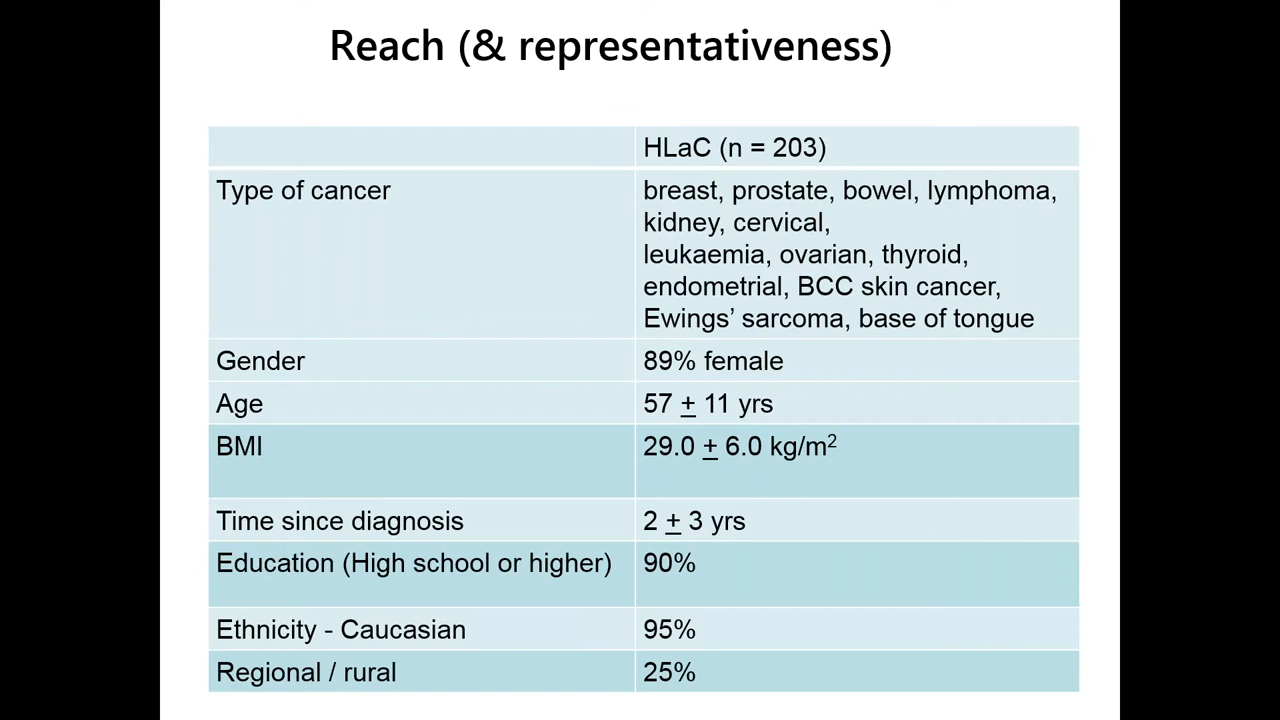 Reach (& representativeness)
HLaC (n = 203)
Type of cancer
breast, prostate, bowel, lymphoma,
kidney, cervical,
leukaemia, ovarian, thyroid,
endometrial, BCC skin cancer,
Ewings’ sarcoma, base of tongue
Gender
89% female
Age
57 ± 11 yrs
BMI
29.0 ± 6.0 kg/m²
Time since diagnosis
2 ± 3 yrs
Education (High school or higher)
90%
Ethnicity - Caucasian
95%
Regional / rural
25%